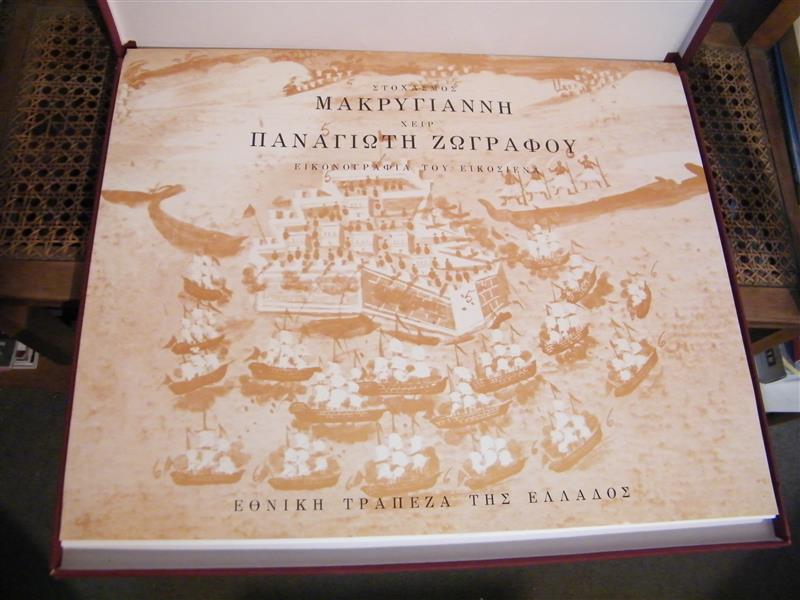 ΣΤΟΧΑΣΜΟΣ
ΜΑΚΡΥΓΙΑΝΝΗ
ΧΕΙΡ
ΠΑΝΑΓΙΩΤΗ ΖΩΓΡΑΦΟΥ
ΕΙΚΟΝΟΓΡΑΦΙΑ ΤΟΥ ΕΙΚΟΣΙΕΝΑ
ΕΘΝΙΚΗ ΤΡΑΠΕΖΑ ΤΗΣ ΕΛΛΑΔΟΣ